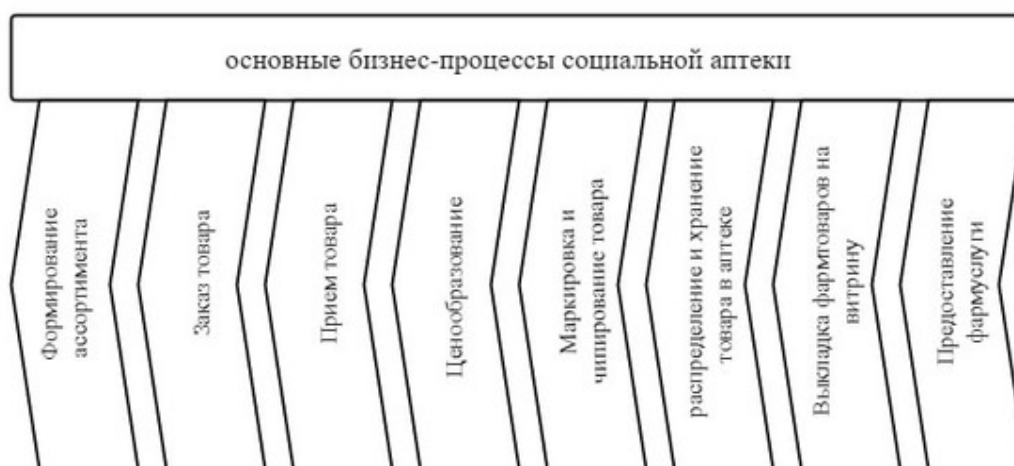 основные бизнес-процессы социальной аптеки
Формирование
ассортимента
Заказ товара
Прием товара
Ценообразование
Маркировка и
чипирование товара
распределение и хранение
товара в аптеке
Выкладка фармтоваров на
витрину
Предоставление
фармуслуги